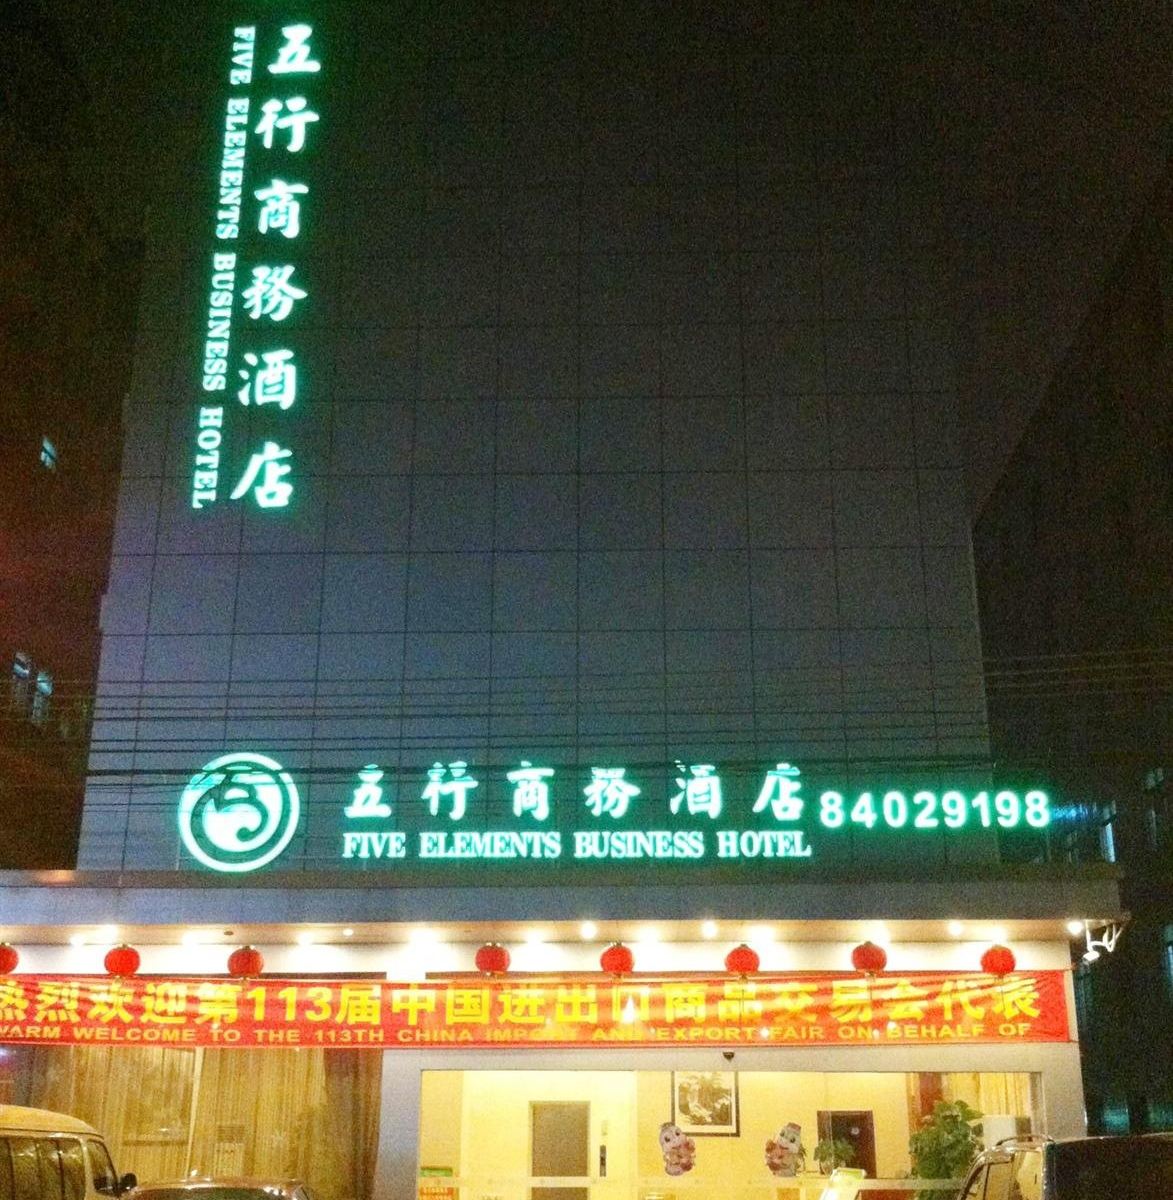 五行商務酒店
FIVE ELEMENTS BUSINESS HOTEL
五行商務酒店 84029198
FIVE ELEMENTS BUSINESS HOTEL
热烈欢迎第113届中国进出口商品交易会代表
WARM WELCOME TO THE 113TH CHINA IMPORT AND EXPORT FAIR ON BEHALF OF